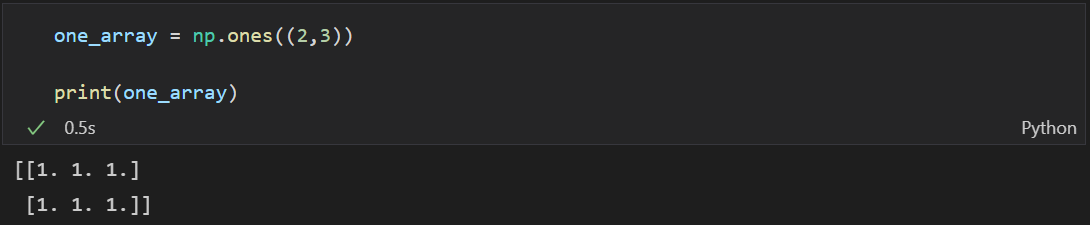 one_array = np.ones((2,3))
print(one_array)
0.5s
Python
[[1. 1. 1.]
 [1. 1. 1.]]